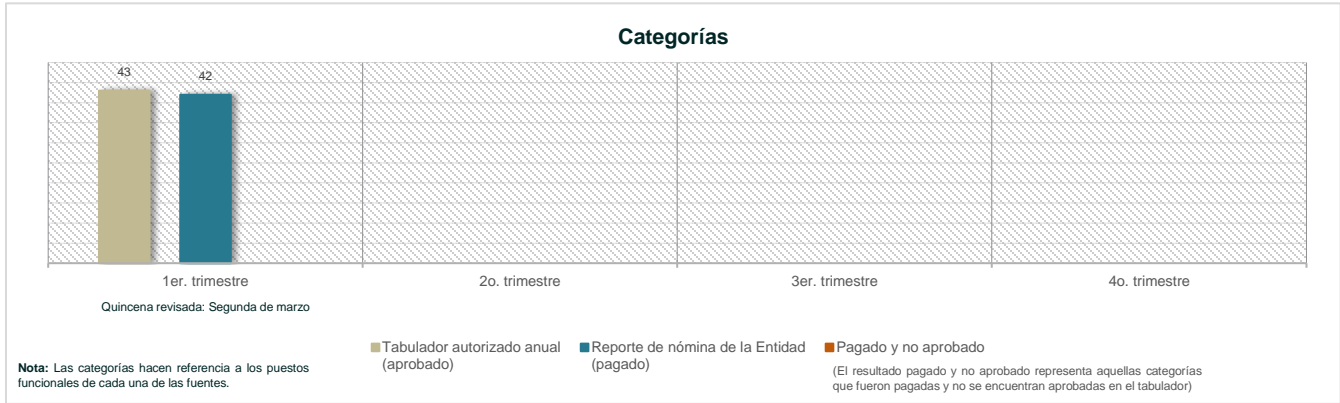 Categorías
43
42
1er. trimestre
2o. trimestre
3er. trimestre
4o. trimestre
Quincena revisada: Segunda de marzo
Tabulador autorizado anual
(aprobado)
Reporte de nómina de la Entidad
(pagado)
Pagado y no aprobado
(El resultado pagado y no aprobado representa aquellas categorías
que fueron pagadas y no se encuentran aprobadas en el tabulador)
Nota: Las categorías hacen referencia a los puestos
funcionales de cada una de las fuentes.